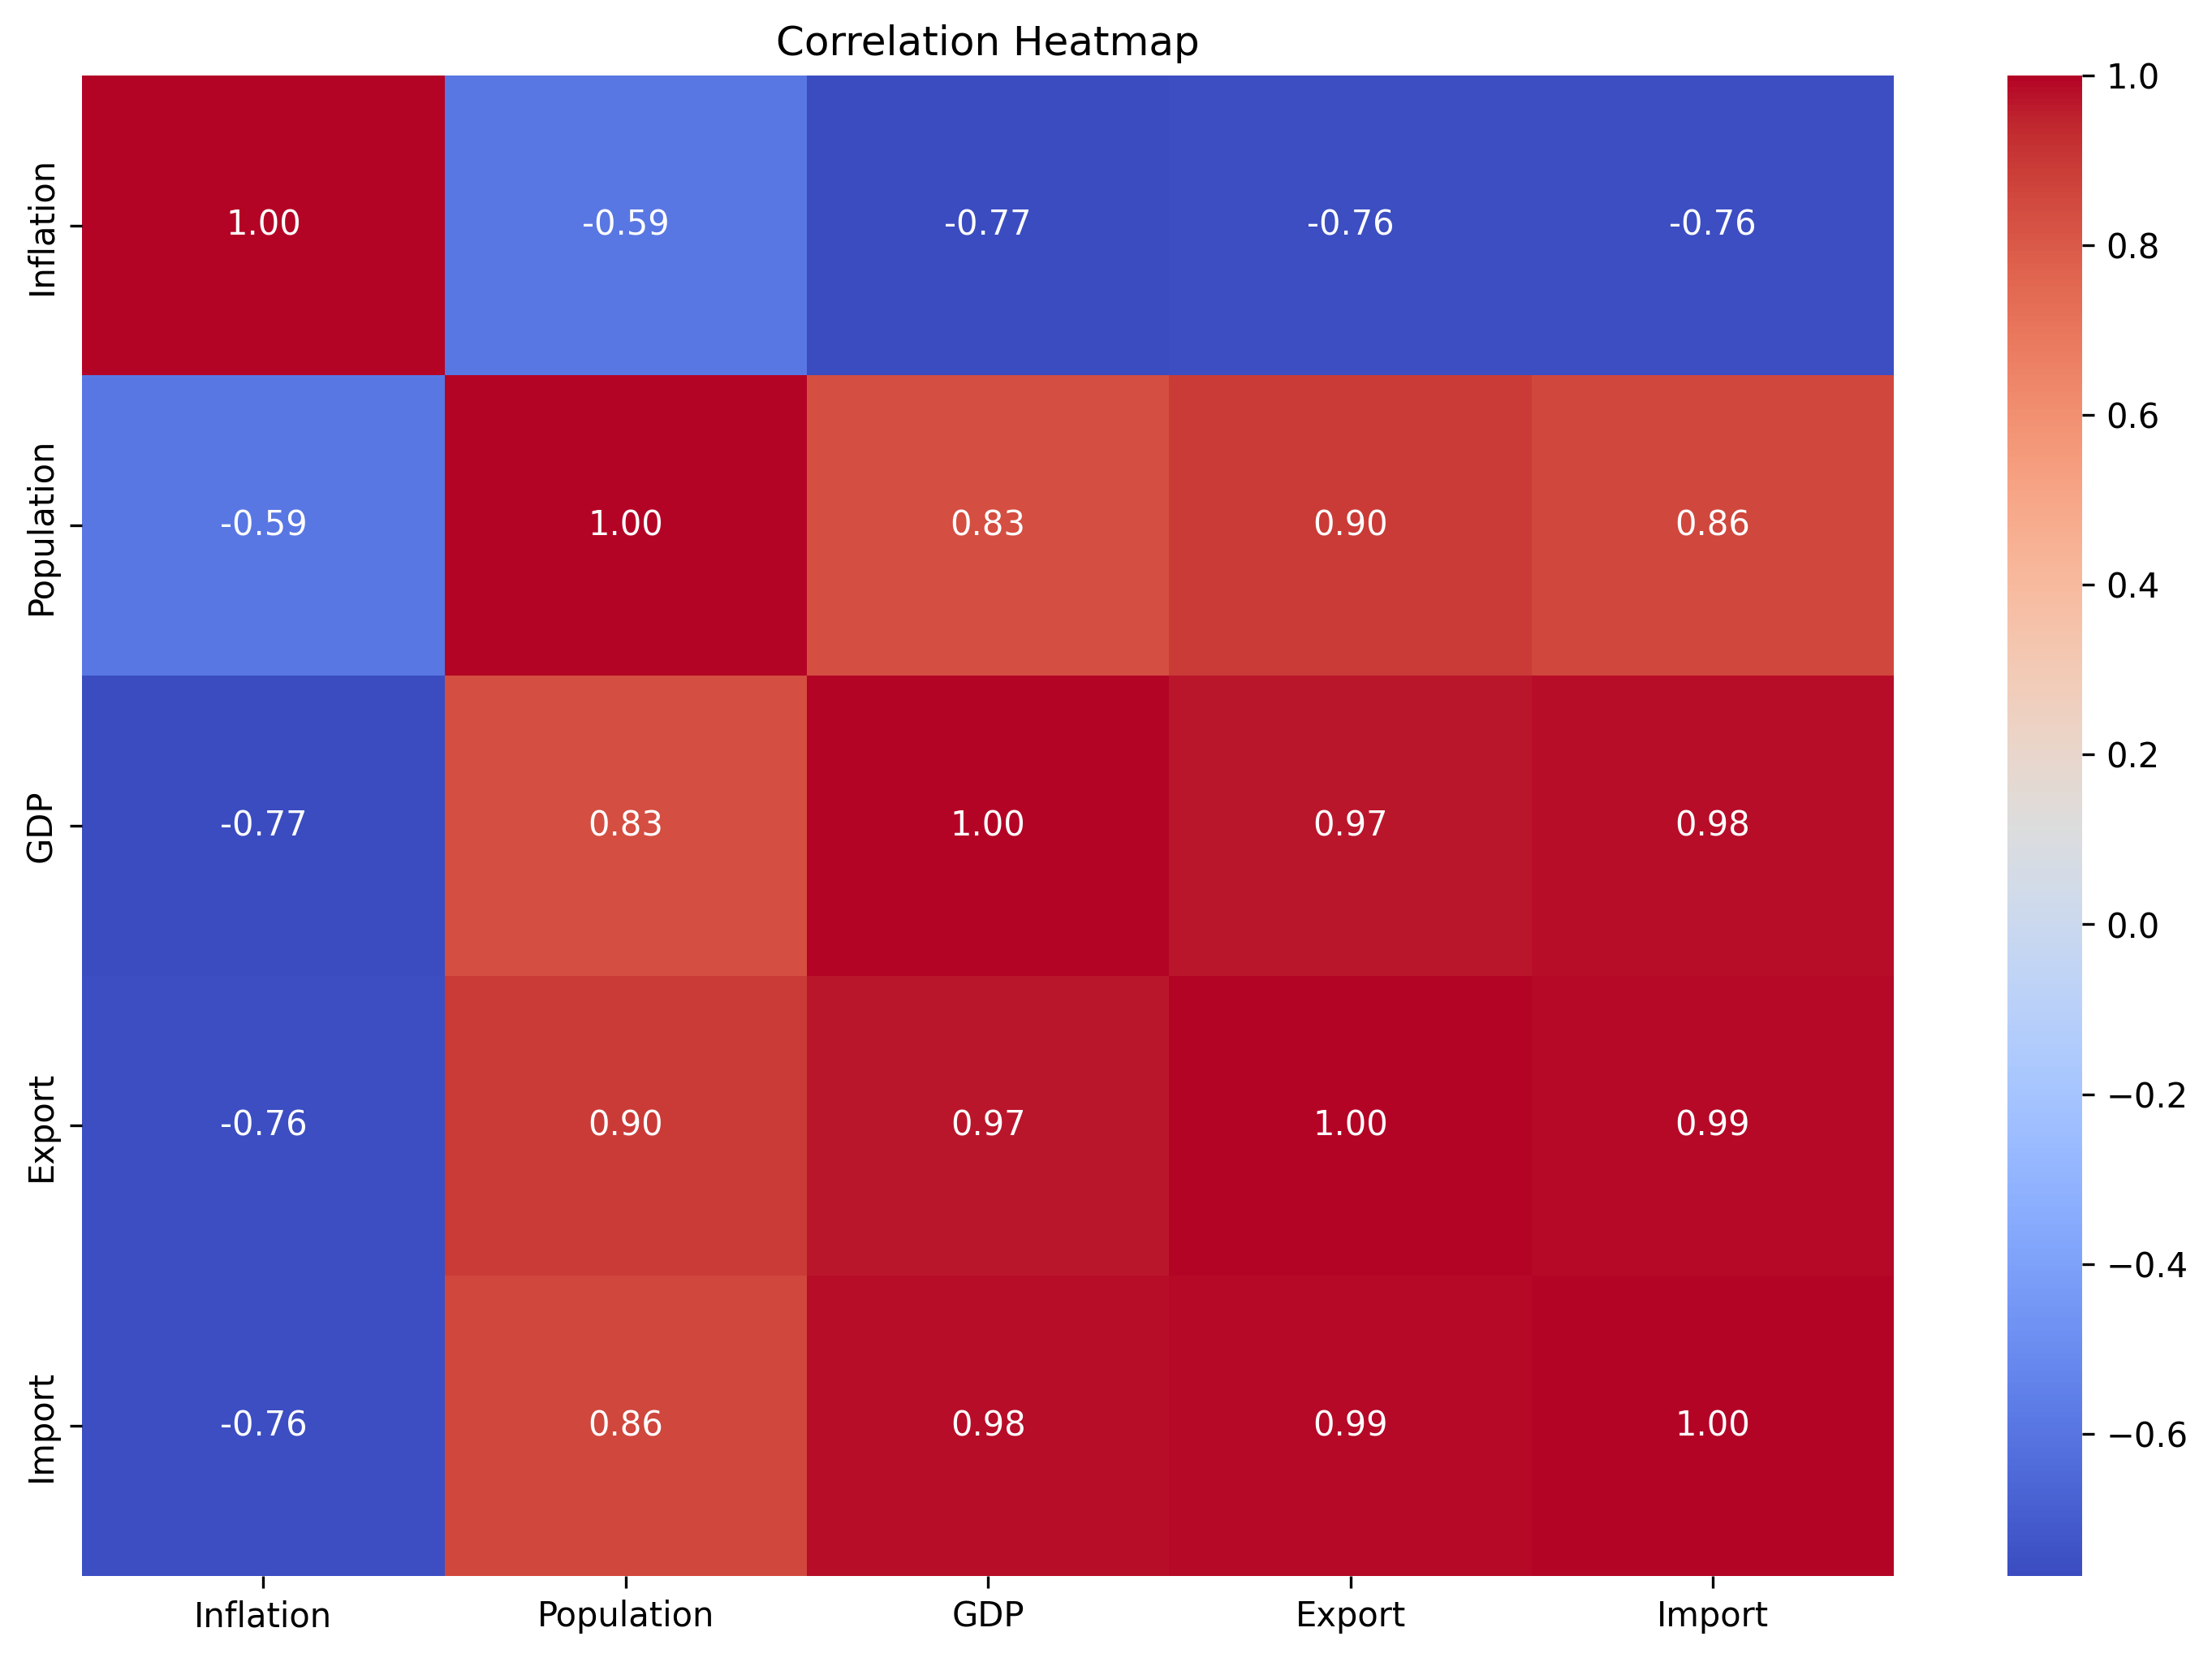 Correlation Heatmap
Inflation 1.00 -0.59 -0.77 -0.76 -0.76
Population -0.59 1.00 0.83 0.90 0.86
GDP -0.77 0.83 1.00 0.97 0.98
Export -0.76 0.90 0.97 1.00 0.99
Import -0.76 0.86 0.98 0.99 1.00
Inflation Population GDP Export Import
1.0
0.8
0.6
0.4
0.2
0.0
−0.2
−0.4
−0.6